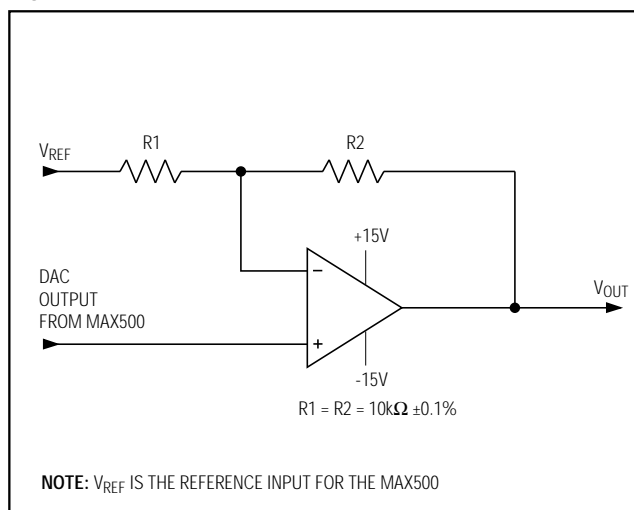 R1
R2
VREF
+15V
−
DAC
OUTPUT
FROM MAX500
VOUT
+
-15V
R1 = R2 = 10kΩ ±0.1%
NOTE: VREF IS THE REFERENCE INPUT FOR THE MAX500